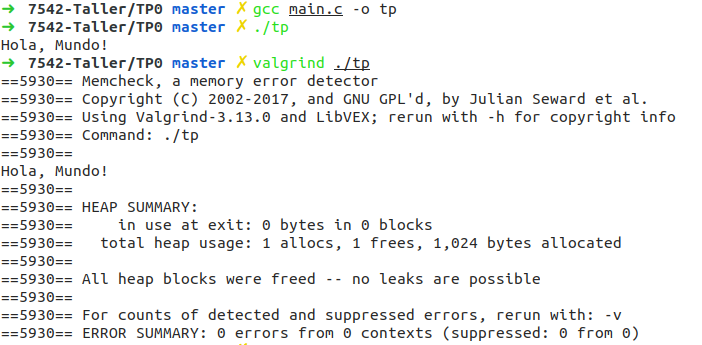 ➜ 7542-Taller/TP0 master ✗ gcc main.c -o tp
➜ 7542-Taller/TP0 master ✗ ./tp
Hola, Mundo!
➜ 7542-Taller/TP0 master ✗ valgrind ./tp
==5930== Memcheck, a memory error detector
==5930== Copyright (C) 2002-2017, and GNU GPL'd, by Julian Seward et al.
==5930== Using Valgrind-3.13.0 and LibVEX; rerun with -h for copyright info
==5930== Command: ./tp
==5930==
Hola, Mundo!
==5930==
==5930== HEAP SUMMARY:
==5930==     in use at exit: 0 bytes in 0 blocks
==5930==   total heap usage: 1 allocs, 1 frees, 1,024 bytes allocated
==5930==
==5930== All heap blocks were freed -- no leaks are possible
==5930==
==5930== For counts of detected and suppressed errors, rerun with: -v
==5930== ERROR SUMMARY: 0 errors from 0 contexts (suppressed: 0 from 0)